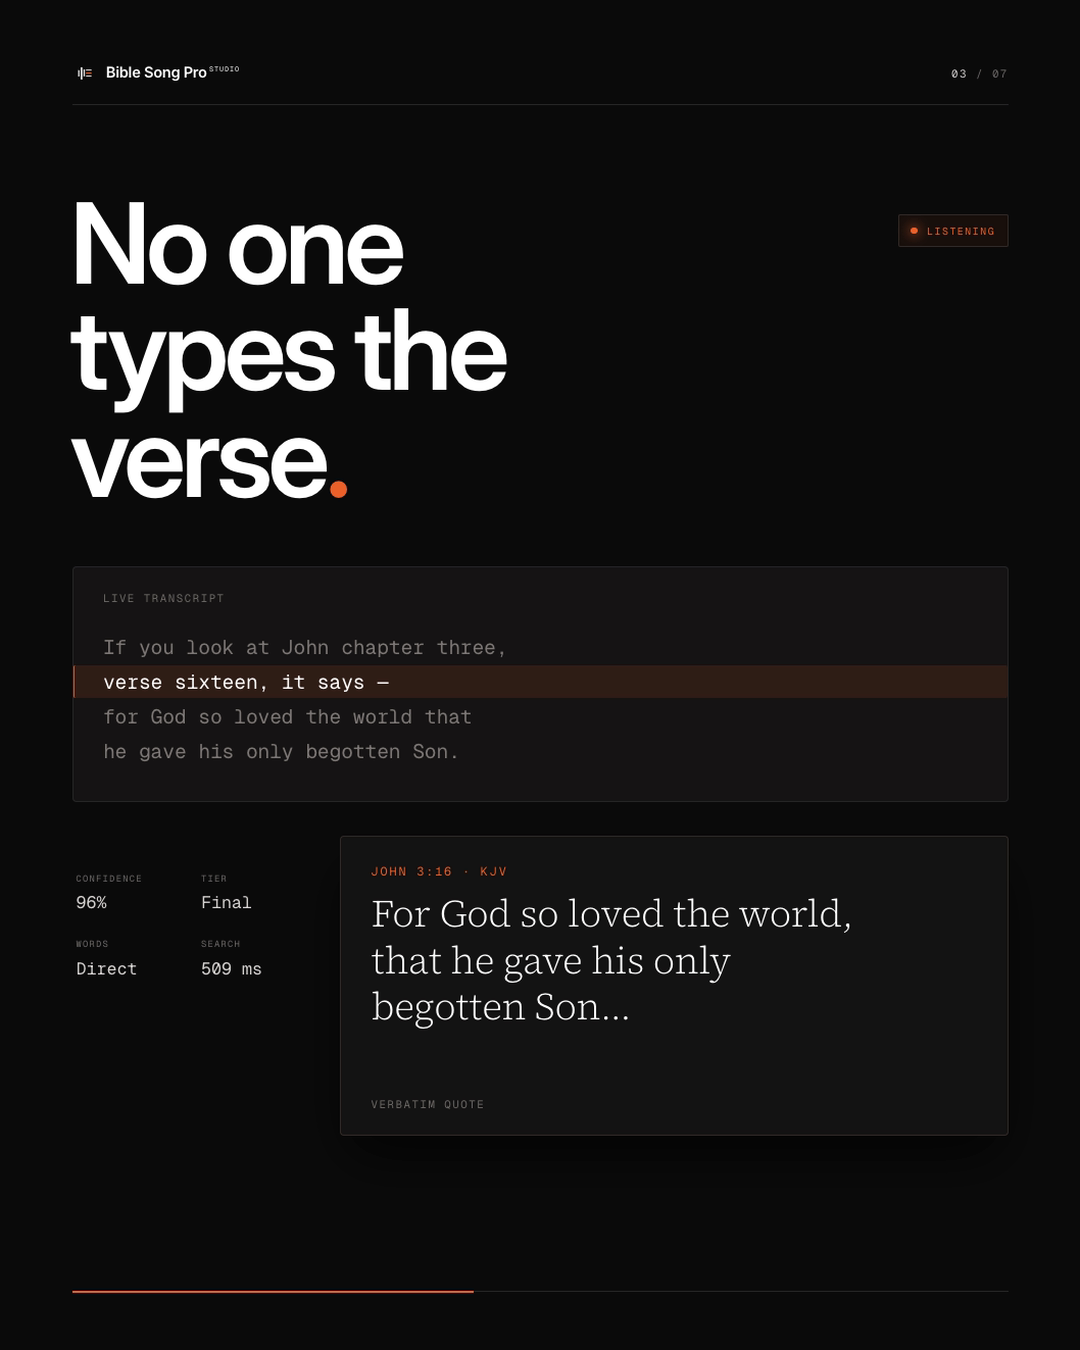 Bible Song Pro STUDIO
03 / 07
No one
types the
verse.
LISTENING
LIVE TRANSCRIPT
If you look at John chapter three,
verse sixteen, it says —
for God so loved the world that
he gave his only begotten Son.
CONFIDENCE
96%
TIER
Final
WORDS
Direct
SEARCH
509 ms
JOHN 3:16 · KJV
For God so loved the world,
that he gave his only
begotten Son...
VERBATIM QUOTE